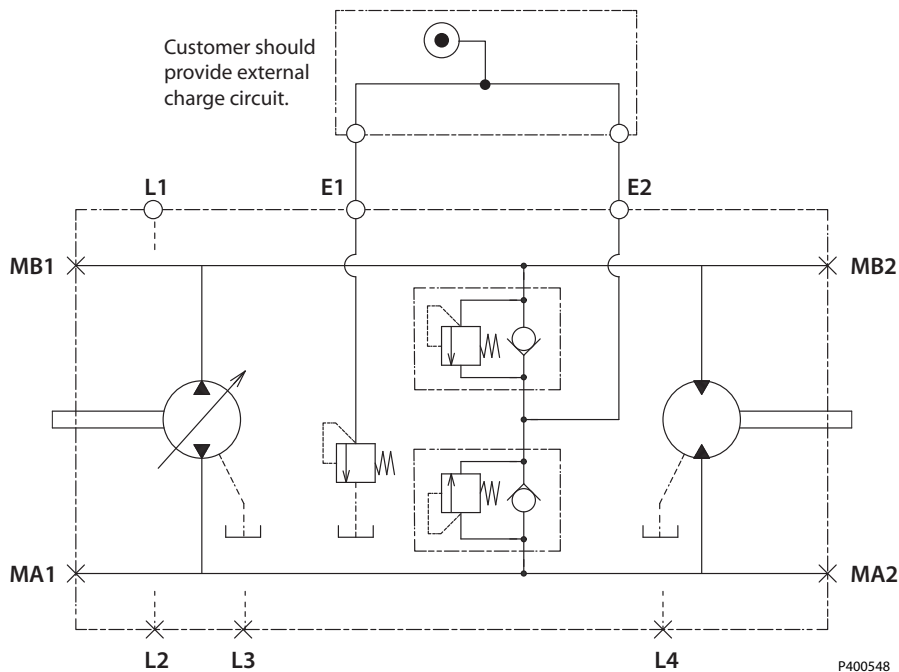 Customer should
provide external
charge circuit.
L1
E1
E2
MB1
MB2
MA1
MA2
L2
L3
L4
P400548